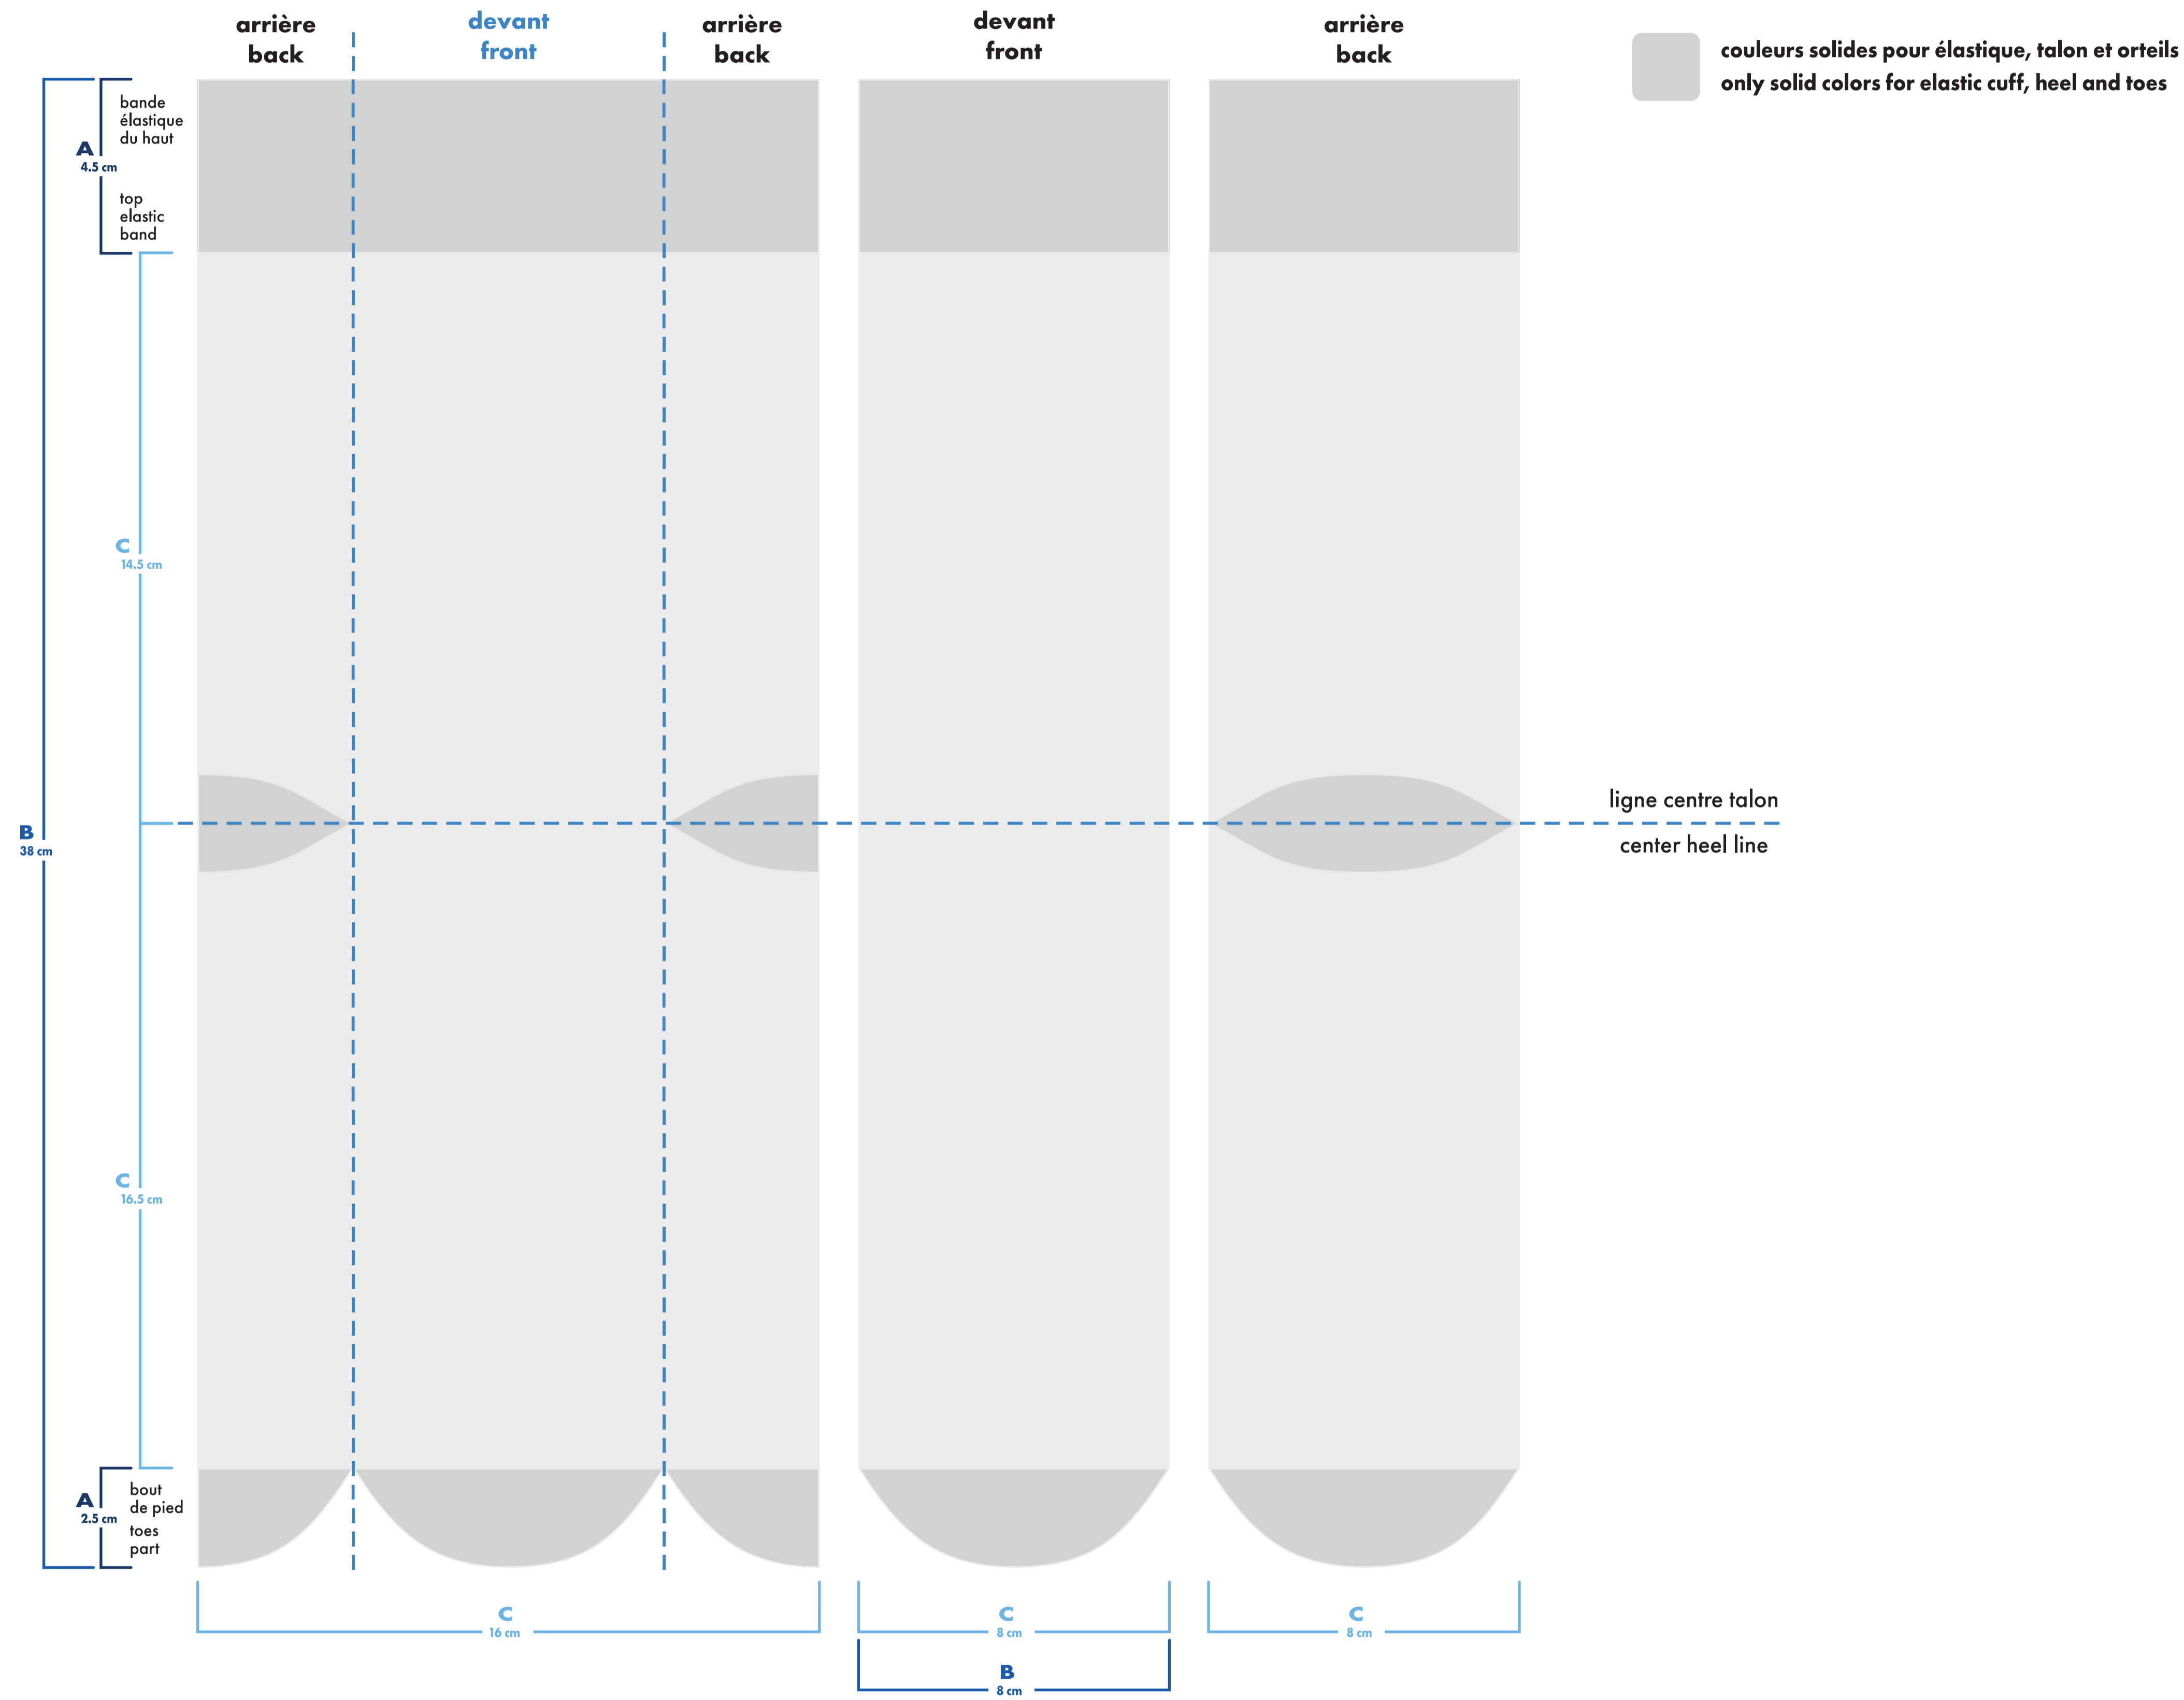 arrière
back
devant
front
arrière
back
devant
front
arrière
back
couleurs solides pour élastique, talon et orteils
only solid colors for elastic cuff, heel and toes
bande
élastique
du haut
A
4.5 cm
top
elastic
band
C
14.5 cm
ligne centre talon
center heel line
B
38 cm
C
16.5 cm
A
2.5 cm
bout
de pied
toes
part
C
16 cm
C
8 cm
C
8 cm
B
8 cm